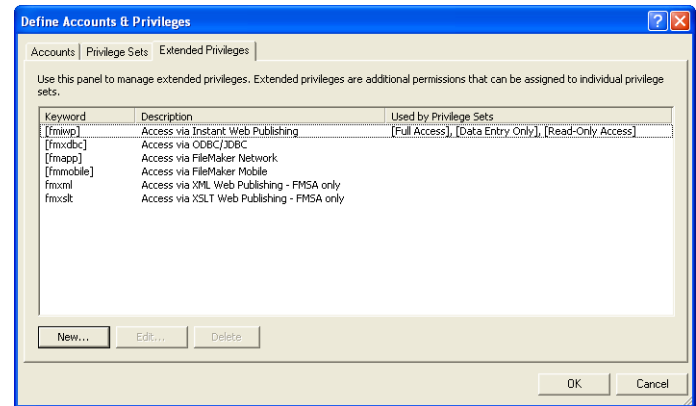 Define Accounts & Privileges
Accounts Privilege Sets Extended Privileges
Use this panel to manage extended privileges. Extended privileges are additional permissions that can be assigned to individual privilege
sets.
Keyword Description Used by Privilege Sets
[fmiwp] Access via Instant Web Publishing [Full Access], [Data Entry Only], [Read-Only Access]
[fmxdbc] Access via ODBC/JDBC
[fmapp] Access via FileMaker Network
[fmmobile] Access via FileMaker Mobile
fmxml Access via XML Web Publishing - FMSA only
fmxslt Access via XSLT Web Publishing - FMSA only
New... Edit... Delete
OK Cancel